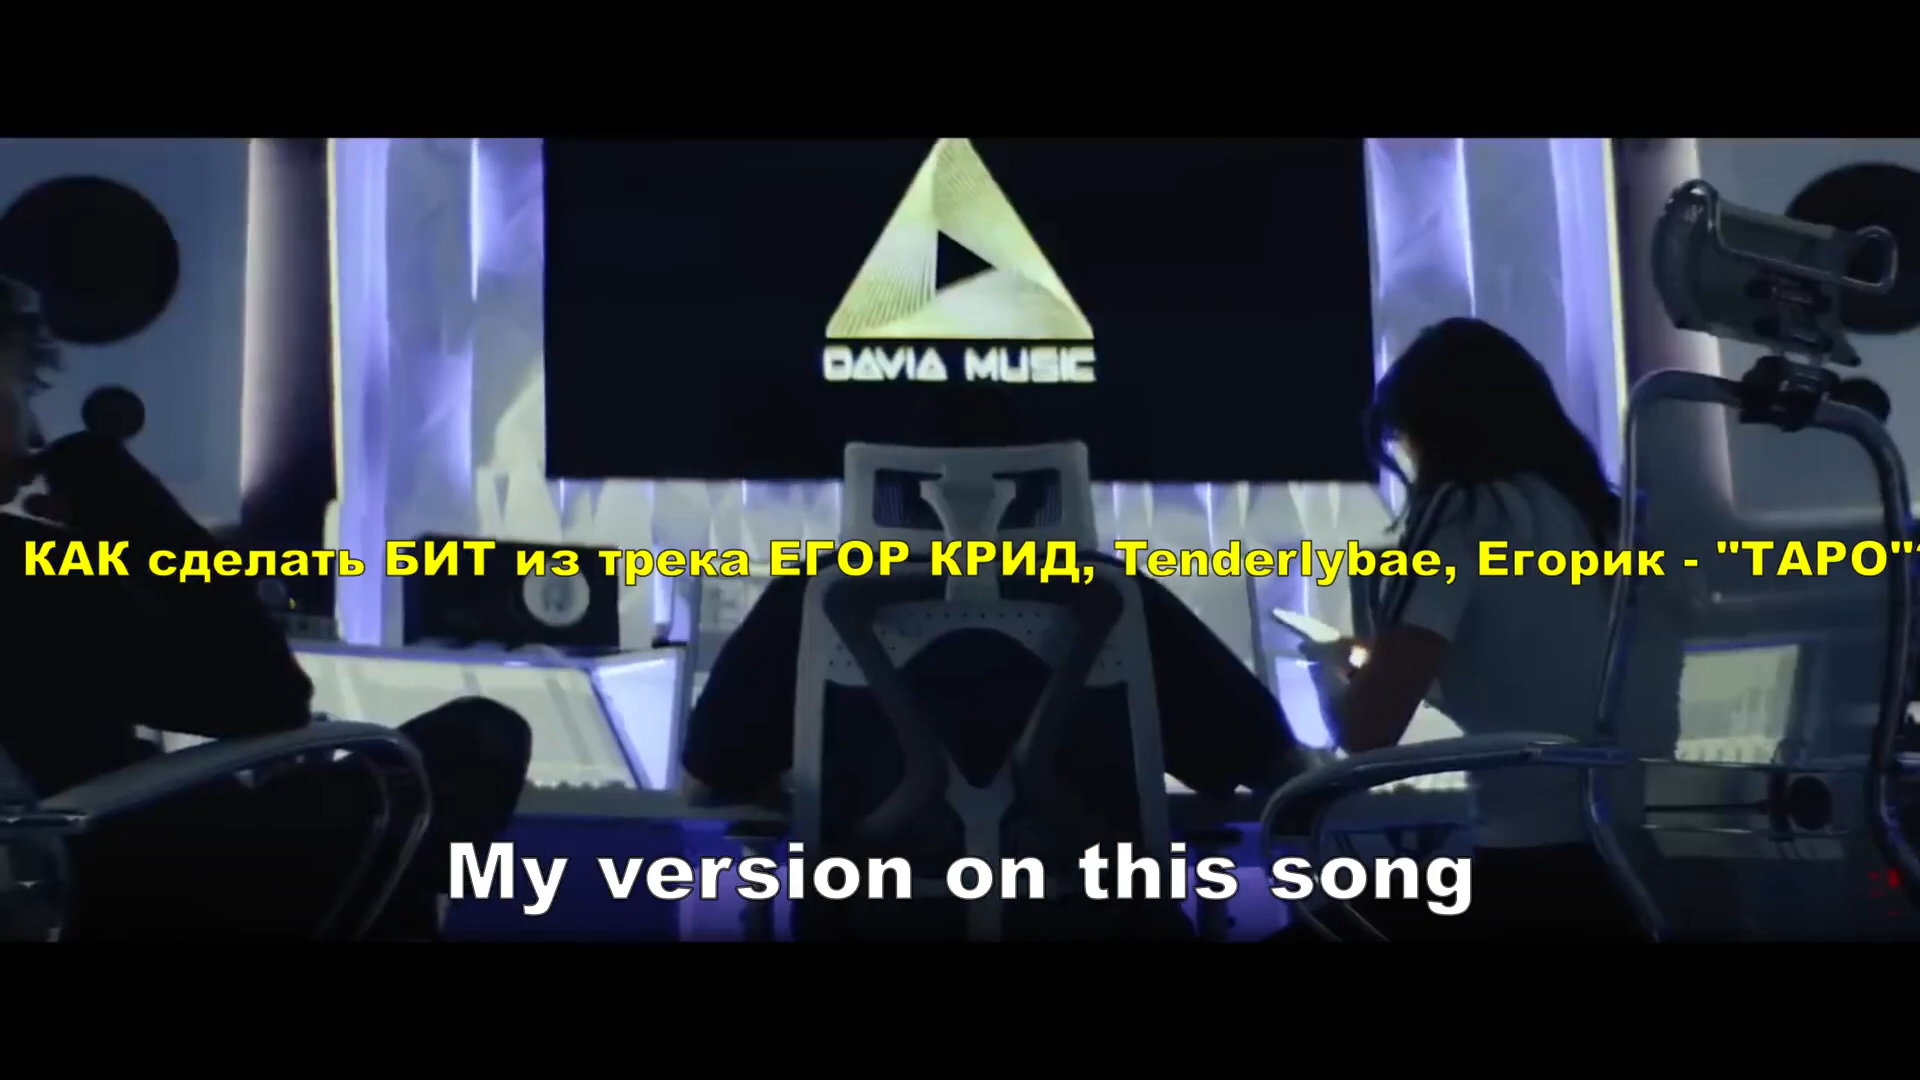 DAVIA MUSIC
КАК сделать БИТ из трека ЕГОР КРИД, Tenderlybae, Егорик - "ТАРО"?
My version on this song